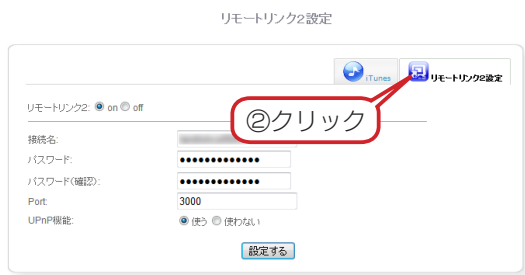 リモートリンク2設定
iTunes
リモートリンク2設定
リモートリンク2: on off
②クリック
接続名:
パスワード: ●●●●●●●●●●●●●
パスワード(確認): ●●●●●●●●●●●●●
Port: 3000
UPnP機能: 使う 使わない
設定する